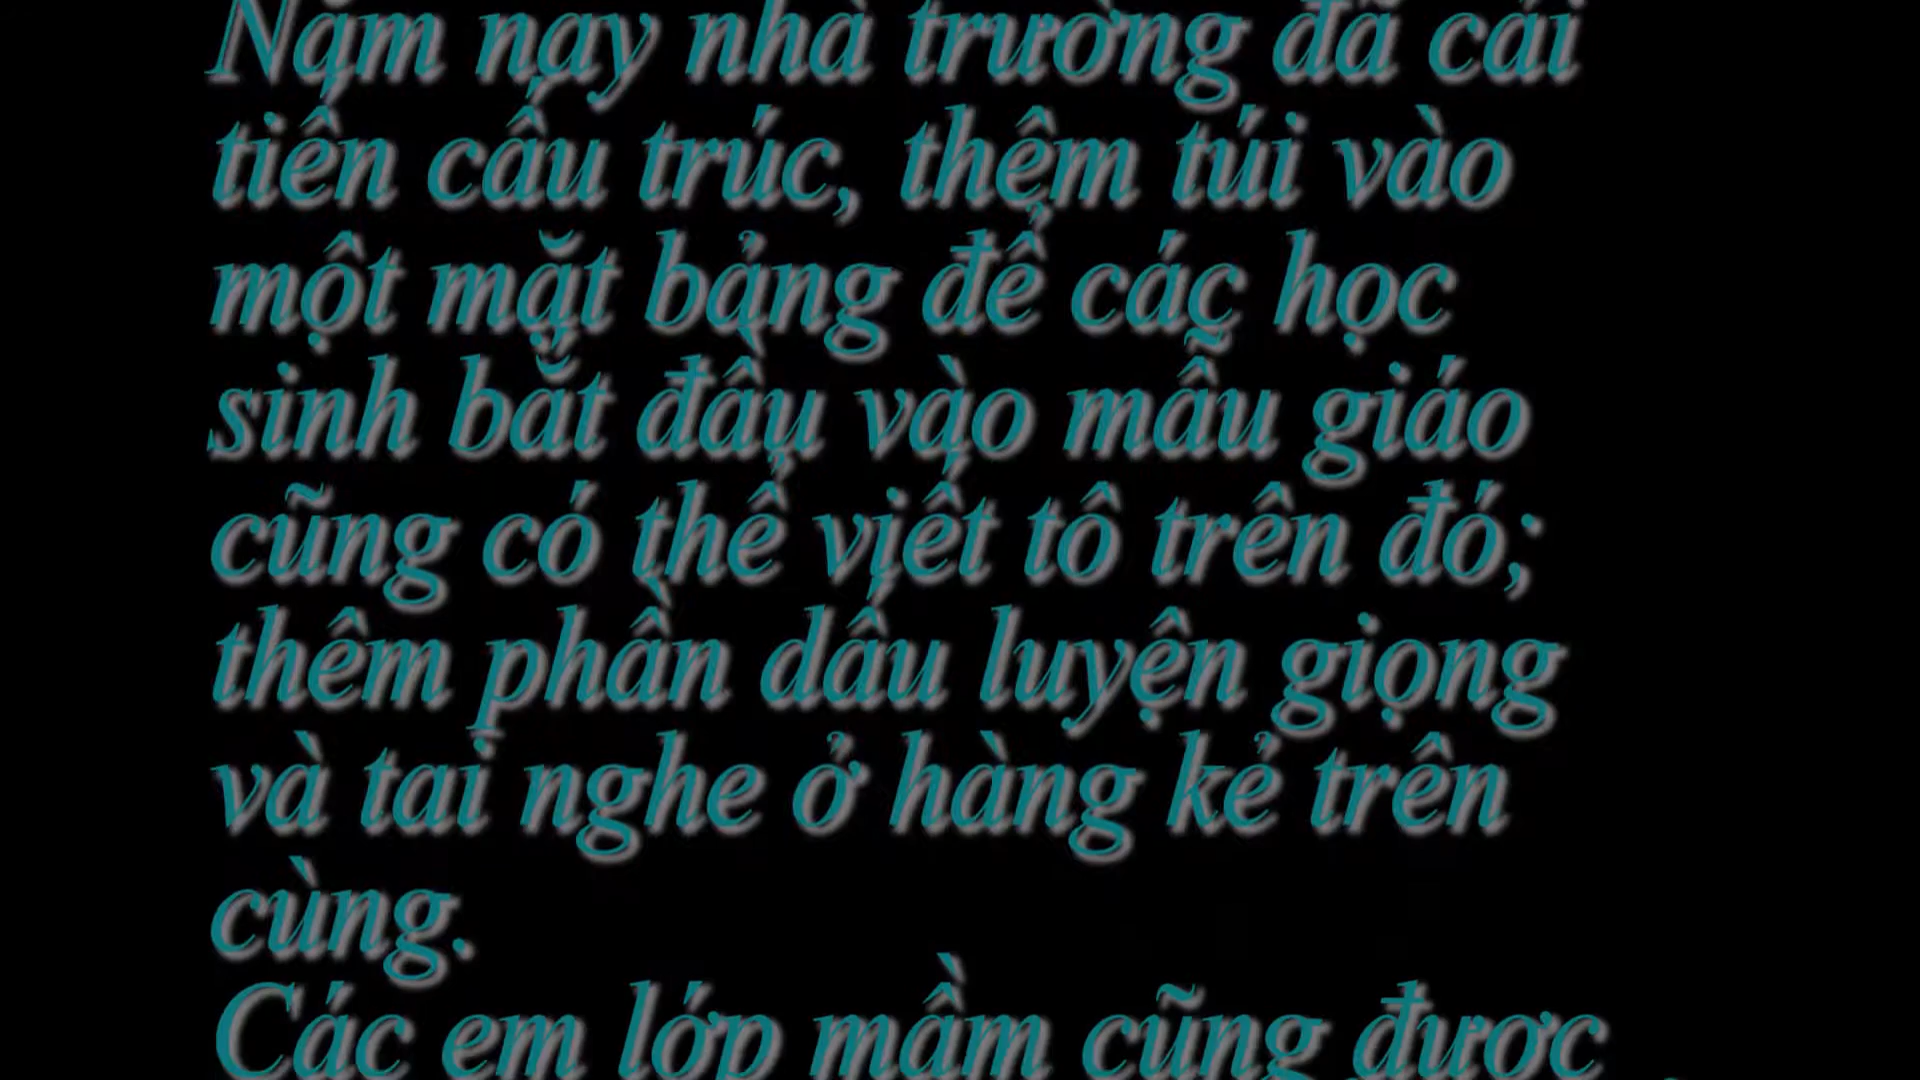 Năm nay nhà trường đã cải
tiến cấu trúc, thêm túi vào
một mặt bảng để các học
sinh bắt đầu vào mẫu giáo
cũng có thể viết tô trên đó;
thêm phần dấu luyện giọng
và tai nghe ở hàng kẻ trên
cùng.
Các em lớp mầm cũng được